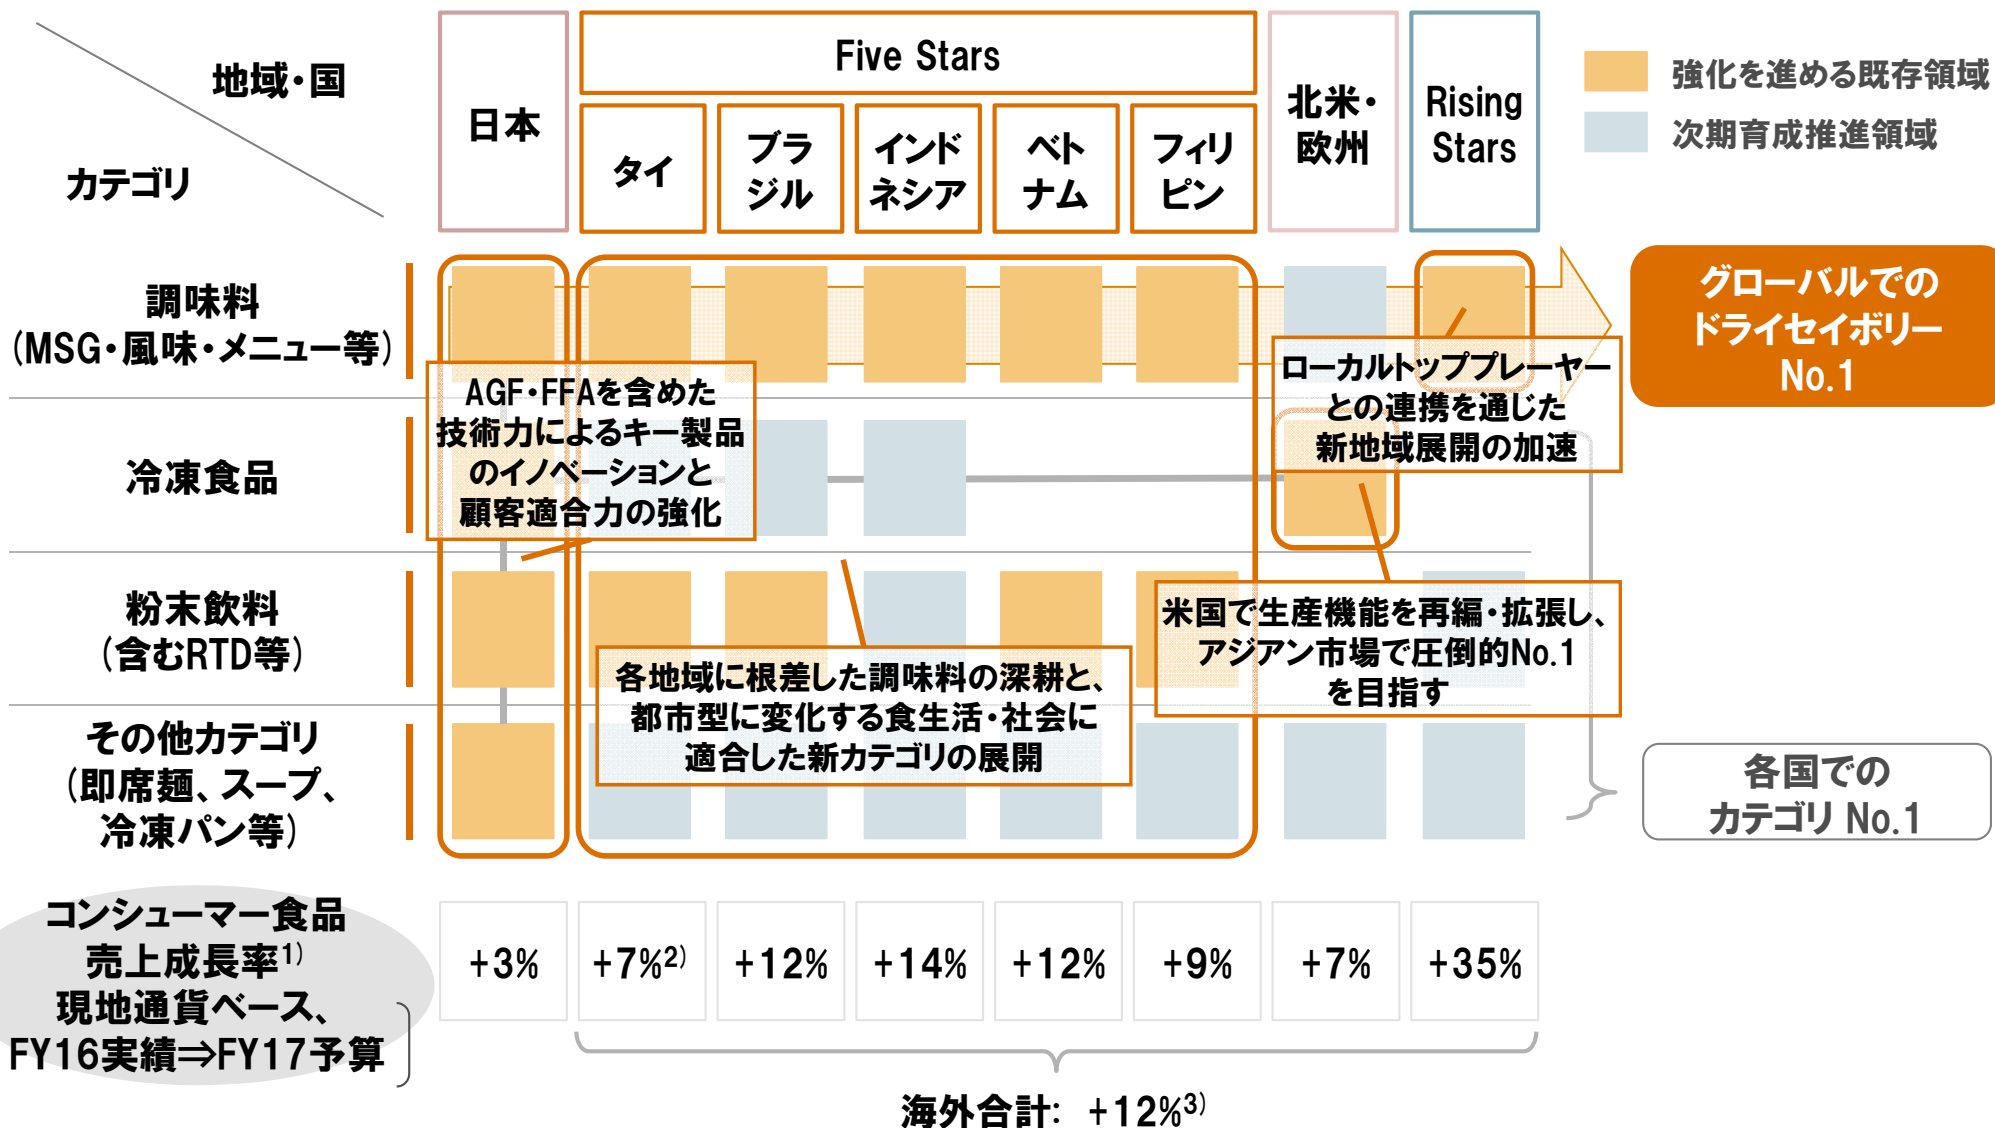 地域・国
カテゴリ
日本
Five Stars
タイ
ブラ
ジル
インド
ネシア
ベト
ナム
フィリ
ピン
北米・
欧州
Rising
Stars
強化を進める既存領域
次期育成推進領域
調味料
(MSG・風味・メニュー等)
グローバルでの
ドライセイボリー
No.1
AGF・FFAを含めた
技術力によるキー製品
のイノベーションと
顧客適合力の強化
ローカルトッププレーヤー
との連携を通じた
新地域展開の加速
冷凍食品
粉末飲料
(含むRTD等)
米国で生産機能を再編・拡張し、
アジアン市場で圧倒的No.1
を目指す
各地域に根差した調味料の深耕と、
都市型に変化する食生活・社会に
適合した新カテゴリの展開
その他カテゴリ
(即席麺、スープ、
冷凍パン等)
各国での
カテゴリ No.1
コンシューマー食品
売上成長率1)
現地通貨ベース、
FY16実績⇒FY17予算
+3%
+7%2)
+12%
+14%
+12%
+9%
+7%
+35%
海外合計: +12%3)